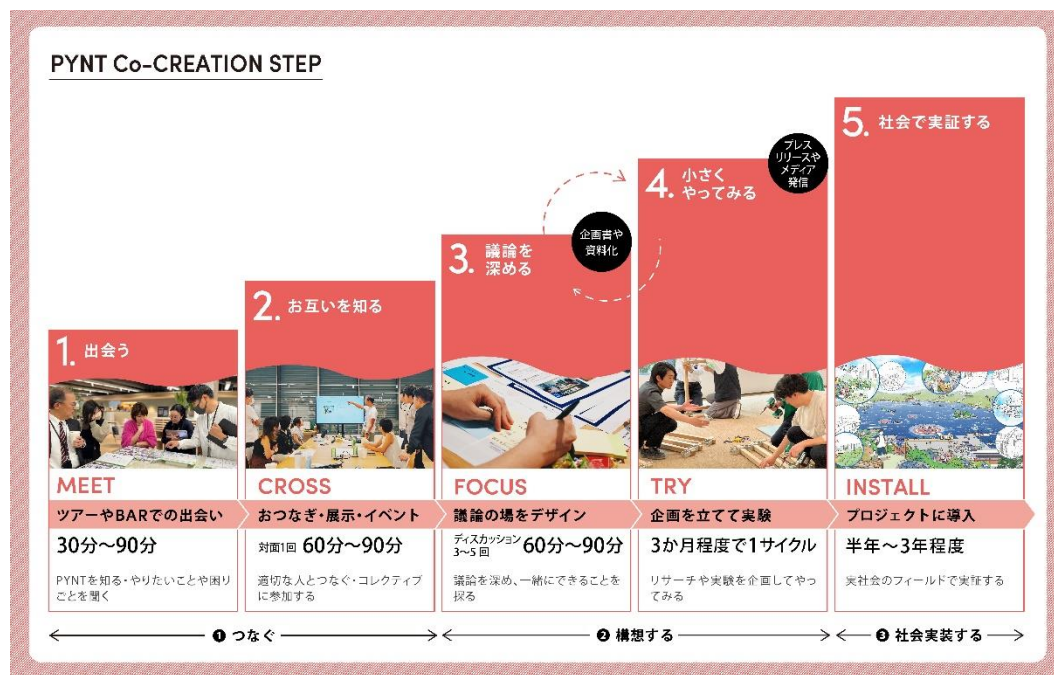 PYNT Co-CREATION STEP
1. 出会う
2. お互いを知る
3. 議論を
深める
企画書や
資料化
4. 小さく
やってみる
プレス
リリースや
メディア
発信
5. 社会で実証する
MEET
ツアーやBARでの出会い
30分〜90分
PYNTを知る・やりたいことや困り
ごとを聞く
CROSS
おつなぎ・展示・イベント
対面1回 60分〜90分
適切な人とつなぐ・コレクティブ
に参加する
FOCUS
議論の場をデザイン
ディスカッション
3〜5回 60分〜90分
議論を深め、一緒にできることを
探る
TRY
企画を立てて実験
3か月程度で1サイクル
リサーチや実験を企画してやっ
てみる
INSTALL
プロジェクトに導入
半年〜3年程度
実社会のフィールドで実証する
❶ つなぐ
❷ 構想する
❸ 社会実装する